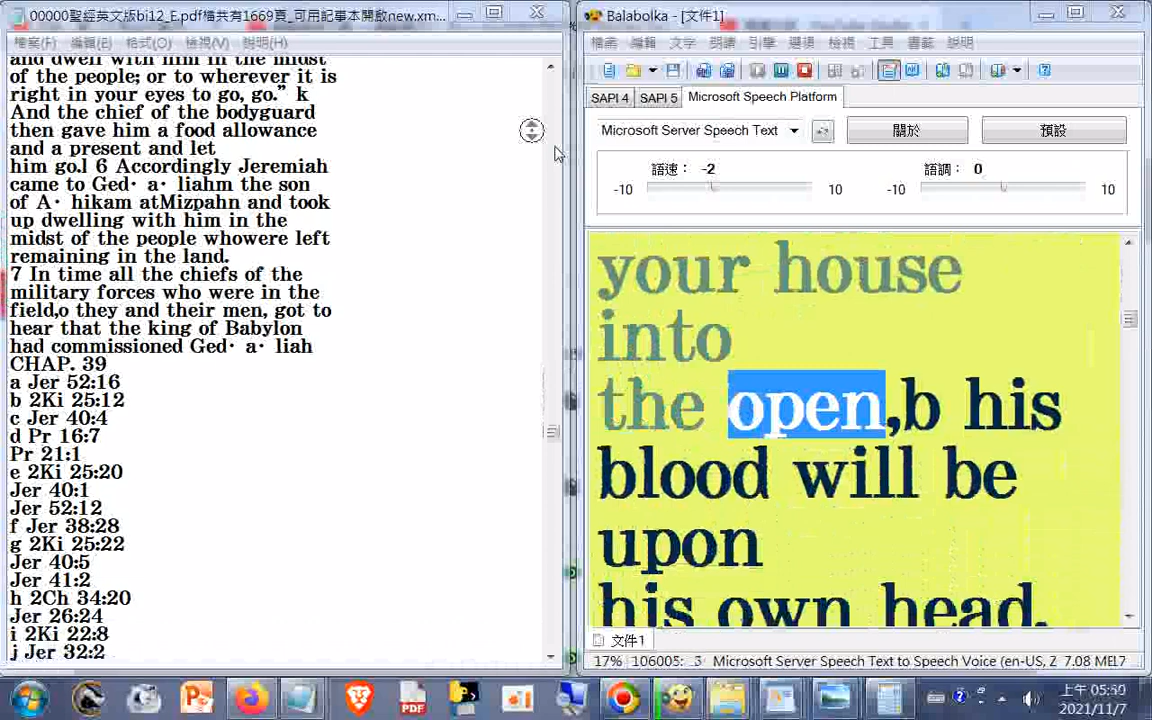 00000聖經英文版bi12_E.pdf檔共有1669頁_可用記事本開啟new.xm...
檔案(F) 編輯(E) 格式(O) 檢視(V) 說明(H)
and dwell with him in the midst
of the people; or to wherever it is
right in your eyes to go, go.” k
And the chief of the bodyguard
then gave him a food allowance
and a present and let
him go.l 6 Accordingly Jeremiah
came to Ged· a· liahm the son
of A· hikam atMizpahn and took
up dwelling with him in the
midst of the people whowere left
remaining in the land.
7 In time all the chiefs of the
military forces who were in the
field,o they and their men, got to
hear that the king of Babylon
had commissioned Ged· a· liah
CHAP. 39
a Jer 52:16
b 2Ki 25:12
c Jer 40:4
d Pr 16:7
Pr 21:1
e 2Ki 25:20
Jer 40:1
Jer 52:12
f Jer 38:28
g 2Ki 25:22
Jer 40:5
Jer 41:2
h 2Ch 34:20
Jer 26:24
i 2Ki 22:8
j Jer 32:2
Balabolka - [文件1]
檔案 編輯 文字 朗讀 引擎 選項 檢視 工具 書籤 說明
SAPI 4 SAPI 5 Microsoft Speech Platform
Microsoft Server Speech Text 關於 預設
語速： -2 語調： 0
-10 10 -10 10
your house
into
the open,b his
blood will be
upon
his own head.
文件1
17% 106005: 3 Microsoft Server Speech Text to Speech Voice (en-US, Z 7.08 ME
PDF
上午 05:59
2021/11/7